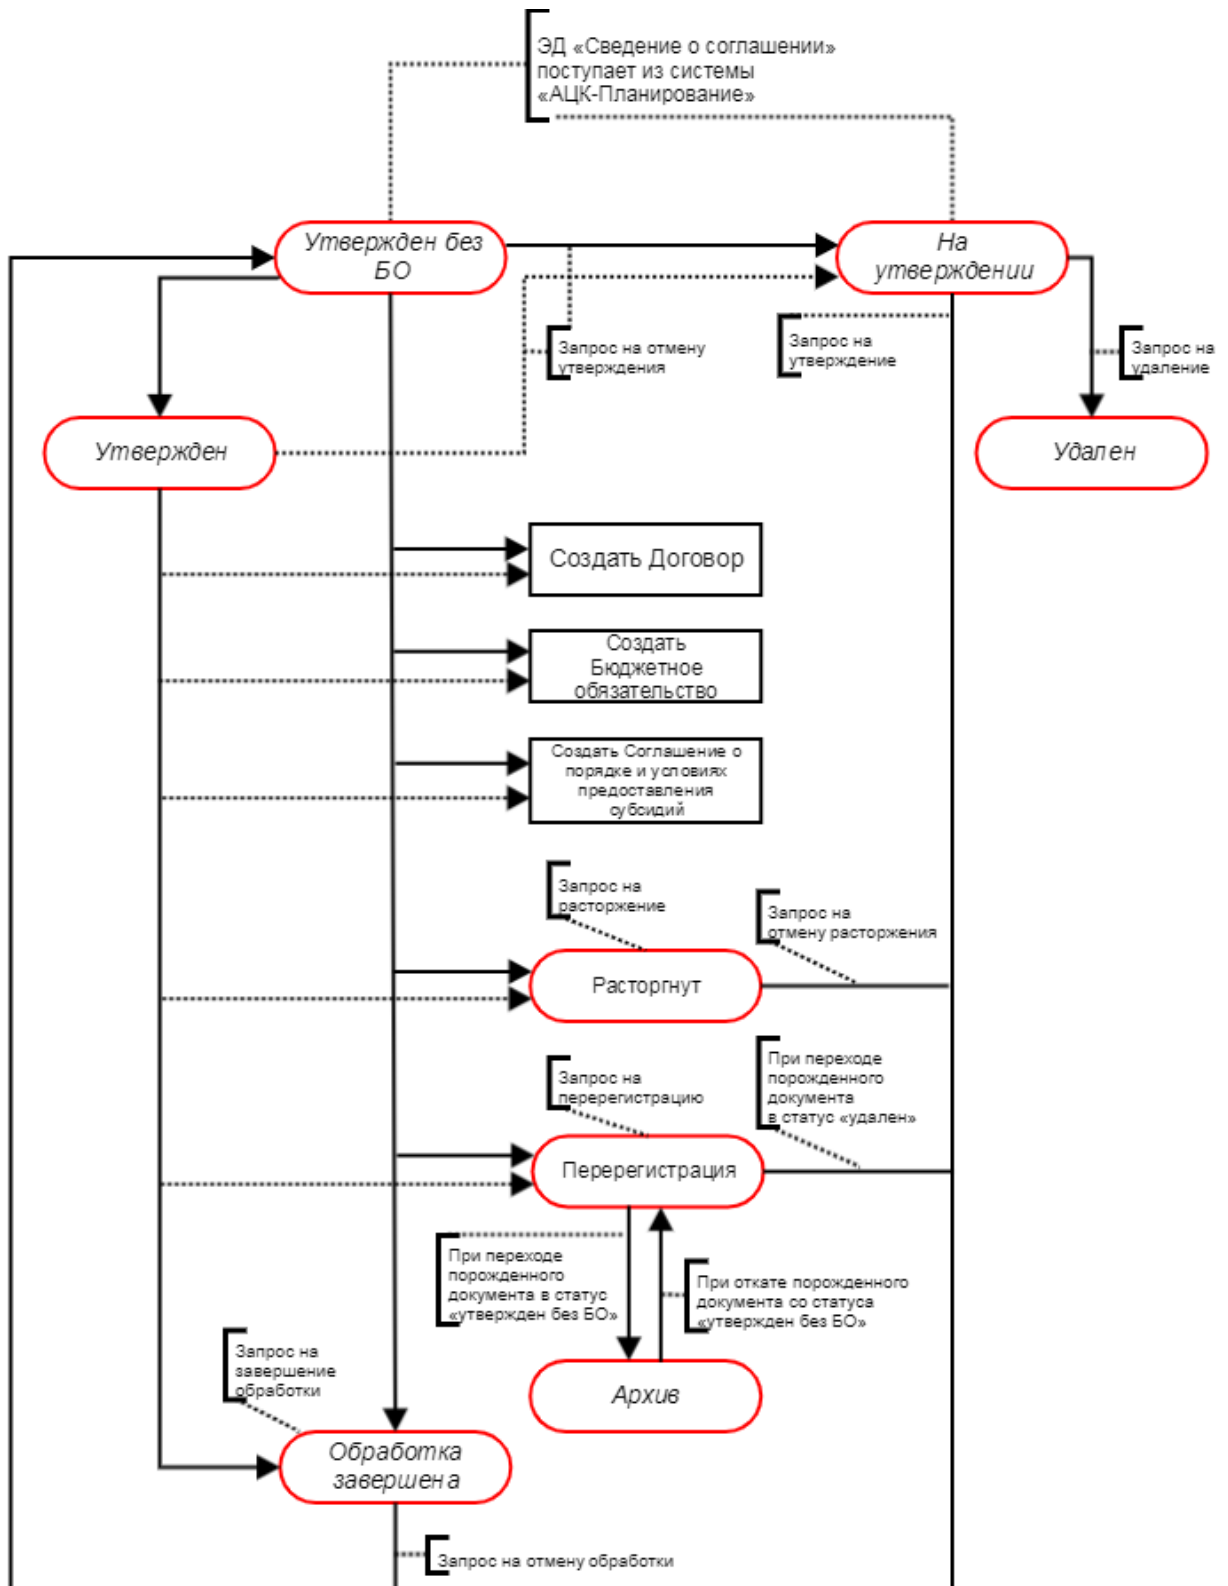 ЭД «Сведение о соглашении»
поступает из системы
«АЦК-Планирование»
Утвержден без
БО
На
утверждении
Запрос на отмену
утверждения
Запрос на
утверждение
Запрос на
удаление
Утвержден
Удален
Создать Договор
Создать
Бюджетное
обязательство
Создать Соглашение о
порядке и условиях
предоставления
субсидий
Запрос на
расторжение
Запрос на
отмену расторжения
Расторгнут
При переходе
порожденного
документа
в статус «удален»
Запрос на
перерегистрацию
Перерегистрация
При переходе
порожденного
документа в статус
«утвержден без БО»
При откате порожденного
документа со статуса
«утвержден без БО»
Запрос на
завершение
обработки
Архив
Обработка
завершена
Запрос на отмену обработки